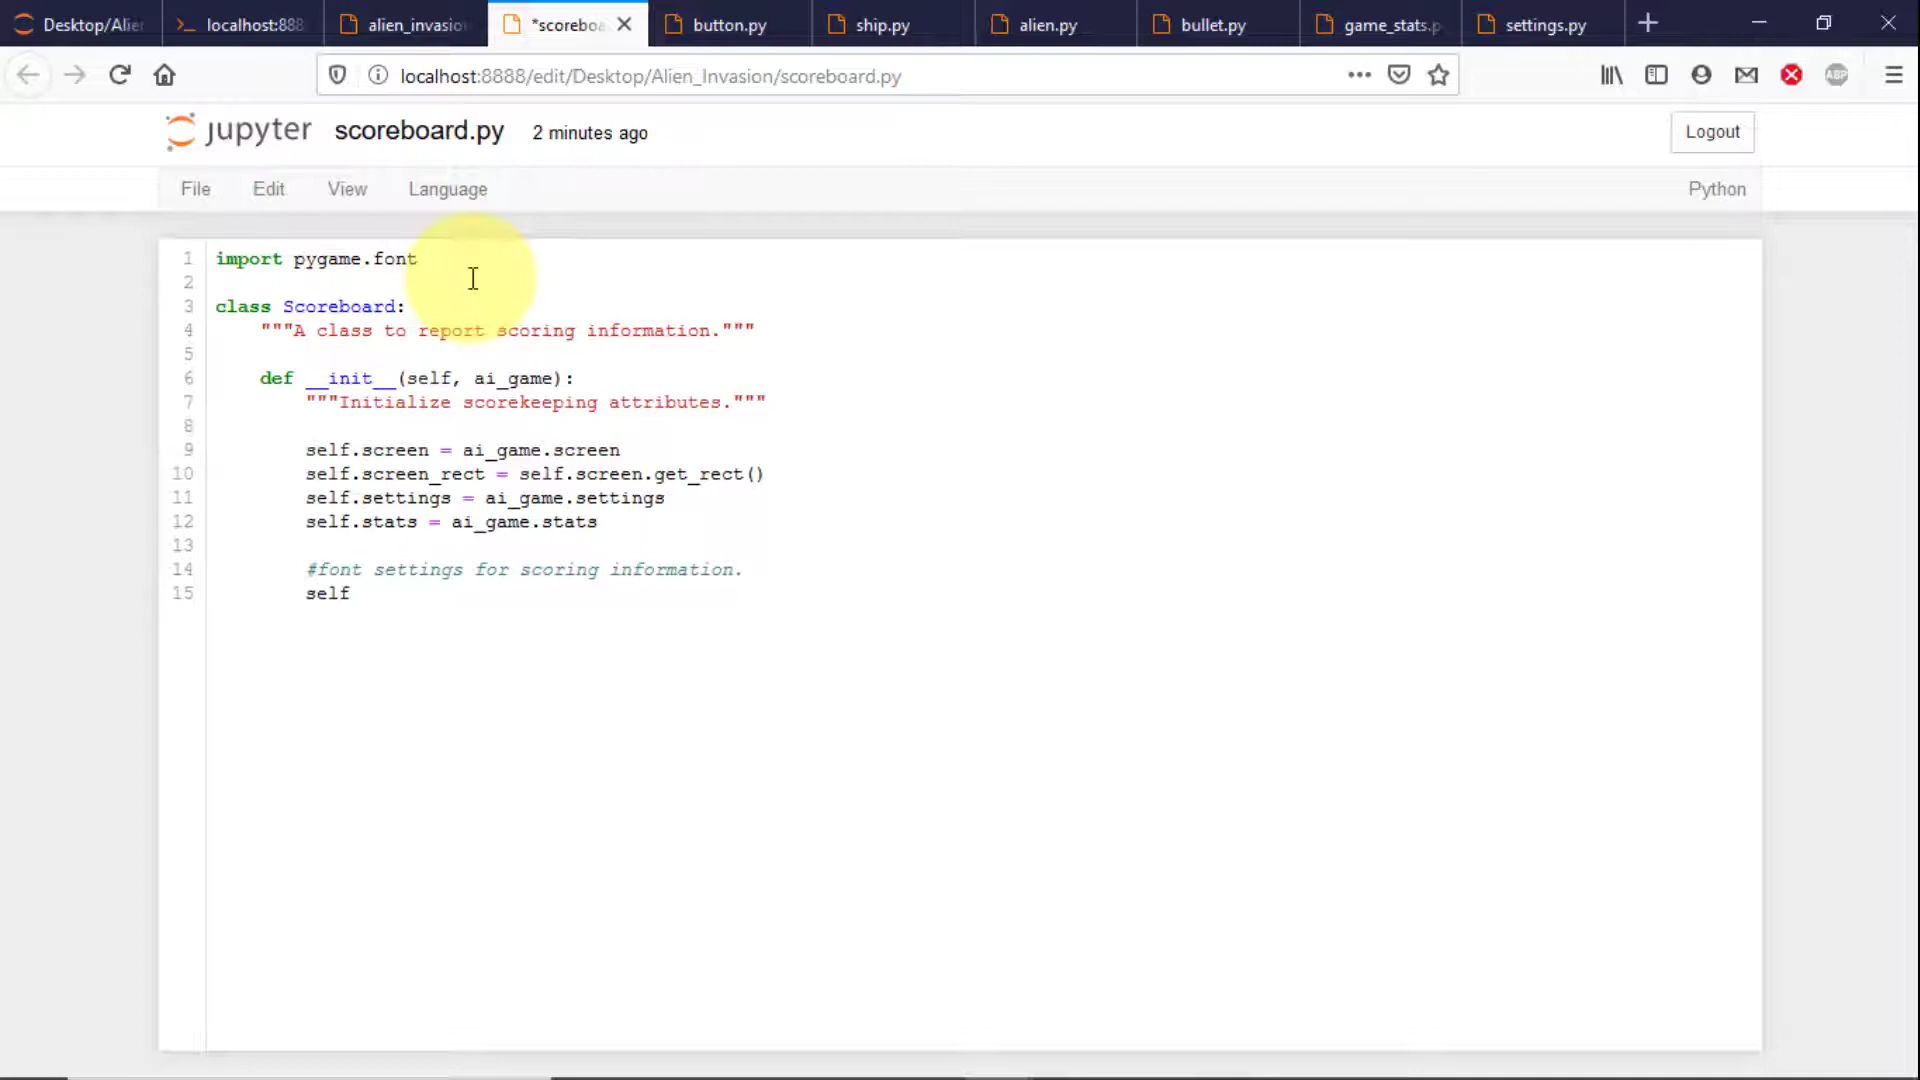 Desktop/Alie localhost:888 alien_invasio *scoreboa button.py ship.py alien.py bullet.py game_stats.p settings.py
localhost:8888/edit/Desktop/Alien_Invasion/scoreboard.py
ABP
jupyter scoreboard.py 2 minutes ago Logout
File Edit View Language Python
1 import pygame.font
2
3 class Scoreboard:
4 """A class to report scoring information."""
5
6 def __init__(self, ai_game):
7 """Initialize scorekeeping attributes."""
8
9 self.screen = ai_game.screen
10 self.screen_rect = self.screen.get_rect()
11 self.settings = ai_game.settings
12 self.stats = ai_game.stats
13
14 #font settings for scoring information.
15 self